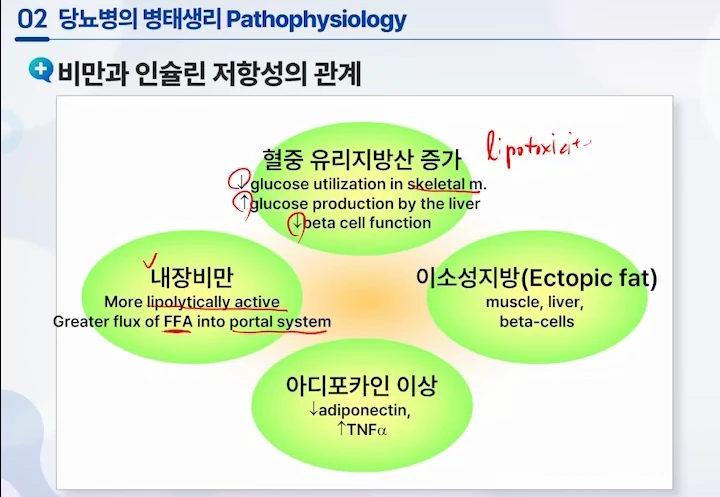 02 당뇨병의 병태생리 Pathophysiology
비만과 인슐린 저항성의 관계
혈중 유리지방산 증가
↓glucose utilization in skeletal m.
↑glucose production by the liver
↓beta cell function
lipotoxicit
내장비만
More lipolytically active
Greater flux of FFA into portal system
이소성지방(Ectopic fat)
muscle, liver,
beta-cells
아디포카인 이상
↓adiponectin,
↑TNFα